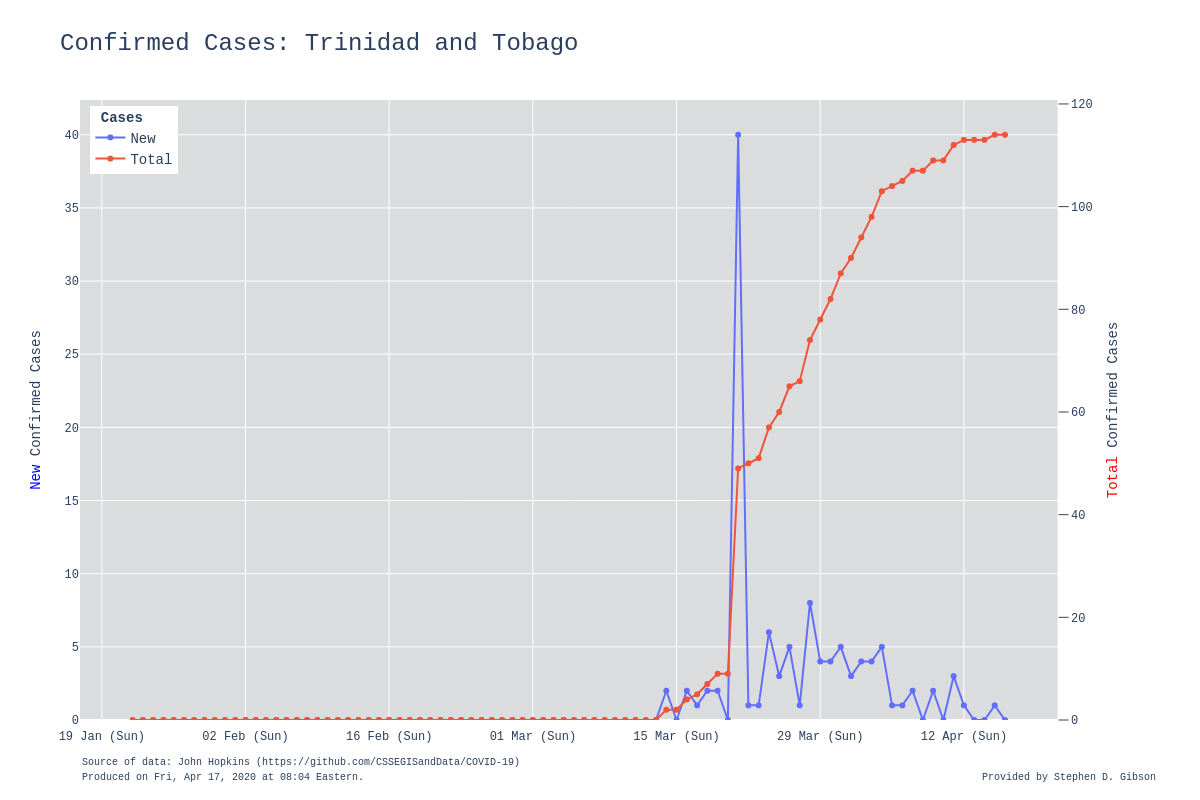 Confirmed Cases: Trinidad and Tobago
Cases
New
Total
40
35
30
25
20
15
10
5
0
120
100
80
60
40
20
0
New Confirmed Cases
Total Confirmed Cases
19 Jan (Sun) 02 Feb (Sun) 16 Feb (Sun) 01 Mar (Sun) 15 Mar (Sun) 29 Mar (Sun) 12 Apr (Sun)
Source of data: John Hopkins (https://github.com/CSSEGISandData/COVID-19)
Produced on Fri, Apr 17, 2020 at 08:04 Eastern.
Provided by Stephen D. Gibson